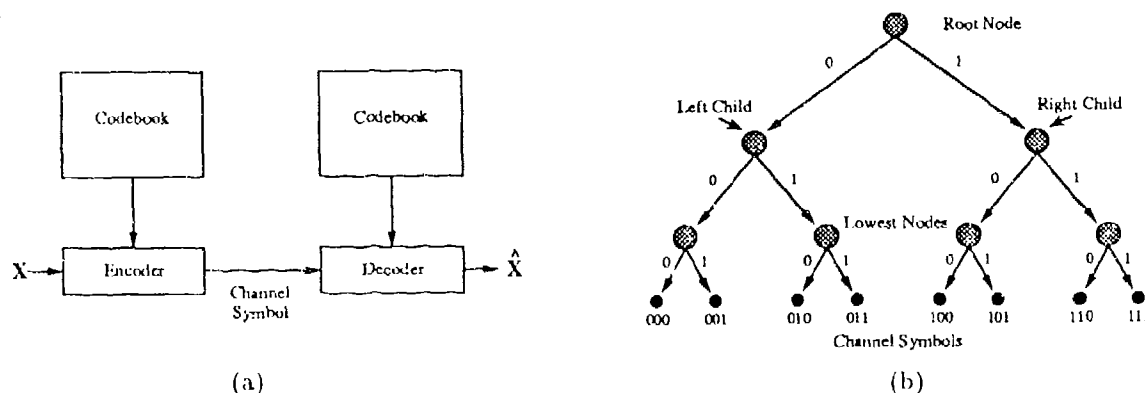 Codebook
Codebook
X
Encoder
Decoder
X̂
Channel
Symbol
(a)
Root Node
0
1
Left Child
Right Child
0
1
0
1
Lowest Nodes
0
1
0
1
0
1
0
1
000
001
010
011
100
101
110
11
Channel Symbols
(b)